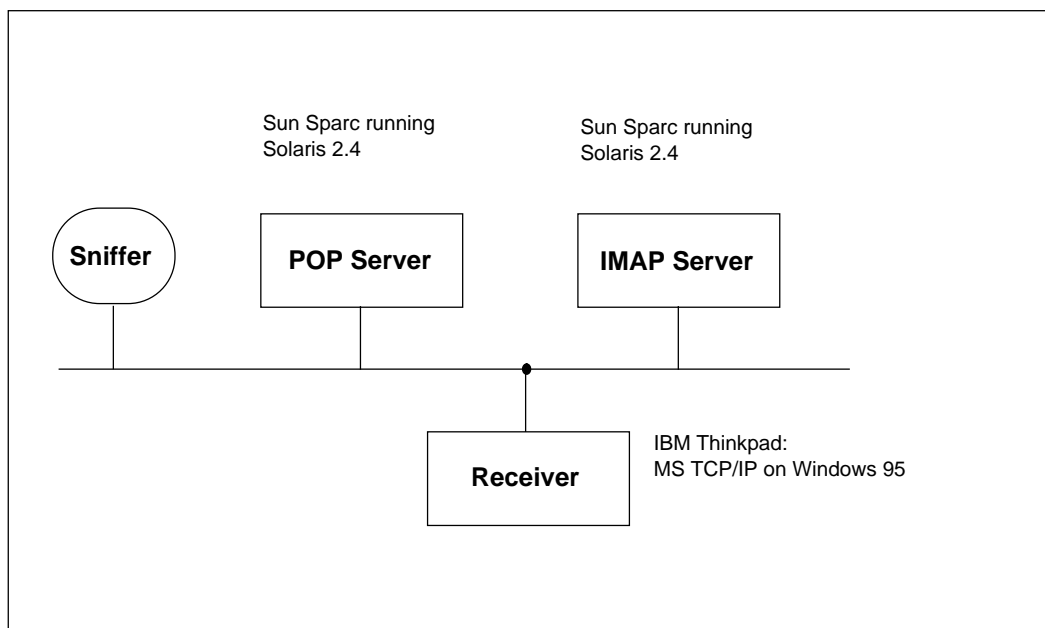 Sun Sparc running
Solaris 2.4
Sun Sparc running
Solaris 2.4
Sniffer
POP Server
IMAP Server
Receiver
IBM Thinkpad:
MS TCP/IP on Windows 95